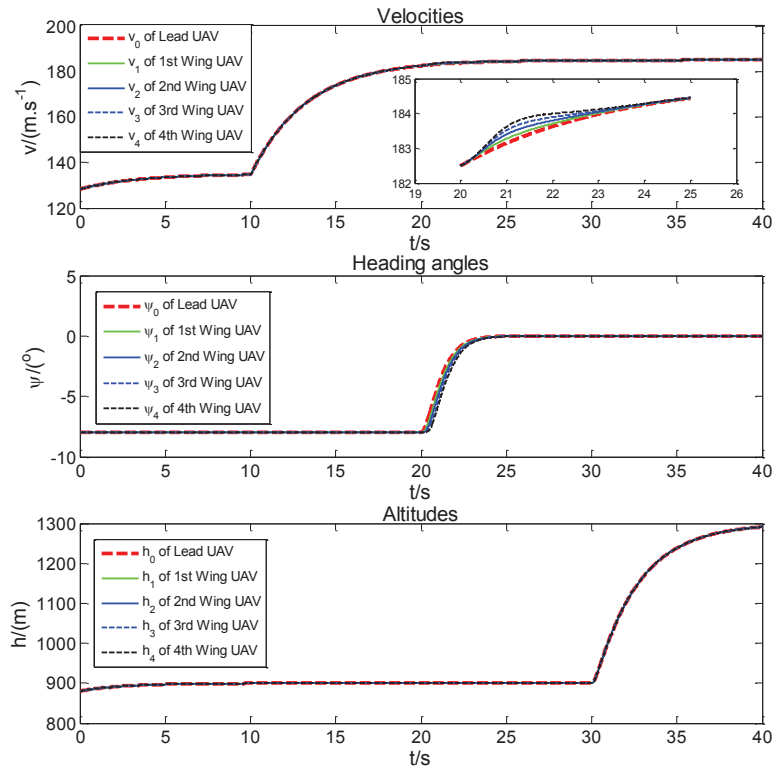 Velocities
200
180
160
140
120
v/(m.s⁻¹)
v₀ of Lead UAV
v₁ of 1st Wing UAV
v₂ of 2nd Wing UAV
v₃ of 3rd Wing UAV
v₄ of 4th Wing UAV
185
184
183
182
19 20 21 22 23 24 25 26
0 5 10 15 20 25 30 35 40
t/s
Heading angles
5
0
-5
-10
ψ/(°)
ψ₀ of Lead UAV
ψ₁ of 1st Wing UAV
ψ₂ of 2nd Wing UAV
ψ₃ of 3rd Wing UAV
ψ₄ of 4th Wing UAV
0 5 10 15 20 25 30 35 40
t/s
Altitudes
1300
1200
1100
1000
900
800
h/(m)
h₀ of Lead UAV
h₁ of 1st Wing UAV
h₂ of 2nd Wing UAV
h₃ of 3rd Wing UAV
h₄ of 4th Wing UAV
0 5 10 15 20 25 30 35 40
t/s